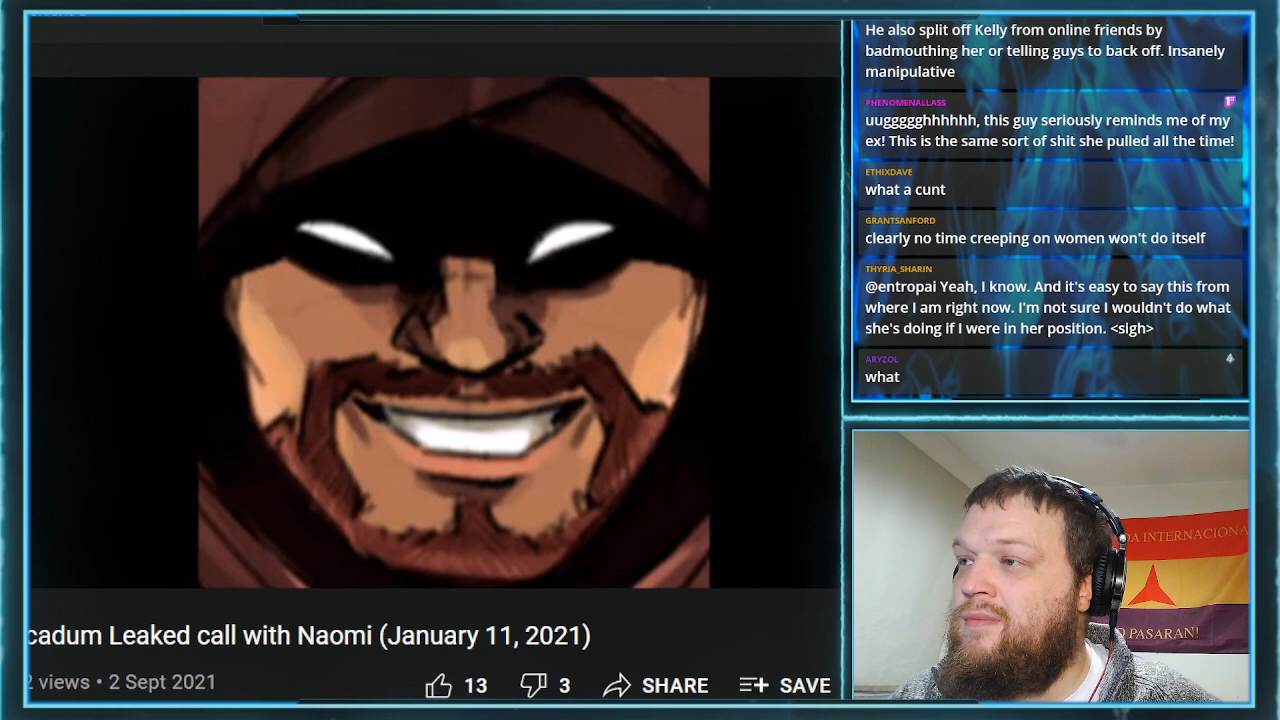 cadum Leaked call with Naomi (January 11, 2021)
views • 2 Sept 2021
13
3
SHARE
SAVE
He also split off Kelly from online friends by
badmouthing her or telling guys to back off. Insanely
manipulative
PHENOMENALLASS
uuggggghhhhhh, this guy seriously reminds me of my
ex! This is the same sort of shit she pulled all the time!
ETHIXDAVE
what a cunt
GRANTSANFORD
clearly no time creeping on women won't do itself
THYRIA_SHARIN
@entropai Yeah, I know. And it's easy to say this from
where I am right now. I'm not sure I wouldn't do what
she's doing if I were in her position. <sigh>
ARYZOL
what
DA INTERNACIONA
PASARAN!